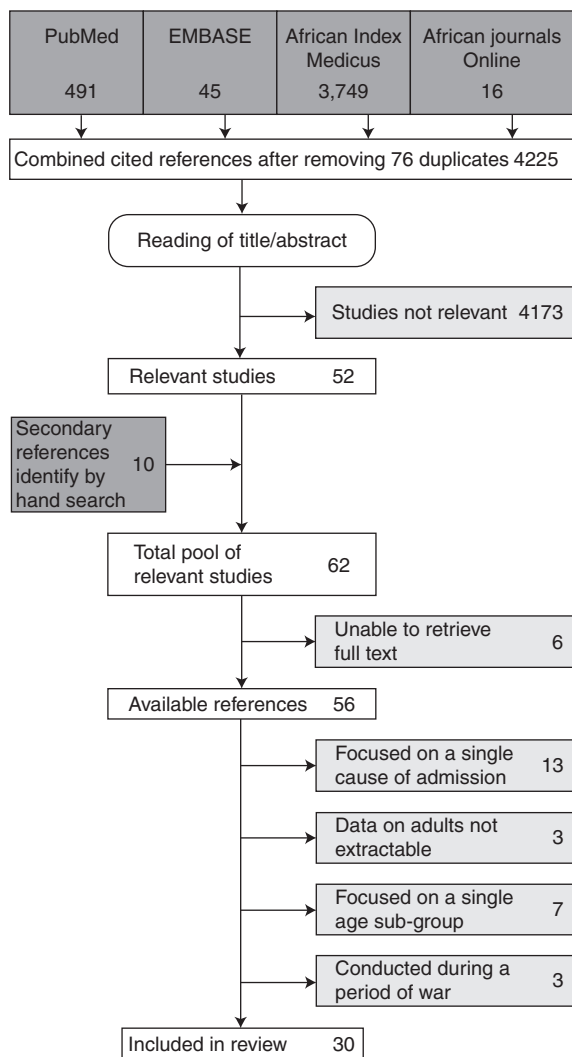 PubMed
491
EMBASE
45
African Index
Medicus
3,749
African journals
Online
16
Combined cited references after removing 76 duplicates 4225
Reading of title/abstract
Studies not relevant 4173
Relevant studies 52
Secondary
references
identify by
hand search
10
Total pool of
relevant studies
62
Unable to retrieve
full text
6
Available references 56
Focused on a single
cause of admission
13
Data on adults not
extractable
3
Focused on a single
age sub-group
7
Conducted during a
period of war
3
Included in review 30